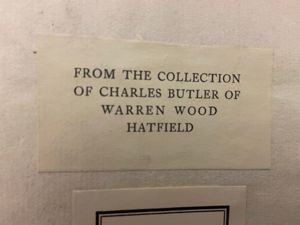 FROM THE COLLECTION
OF CHARLES BUTLER OF
WARREN WOOD
HATFIELD